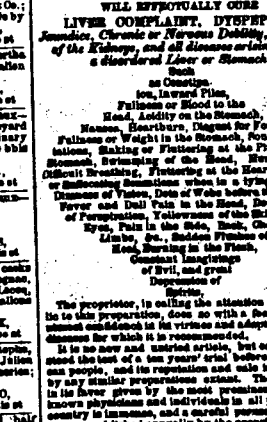 WILL EFFECTUALLY CURE
LIVER COMPLAINT, DYSPEP
Jaundice, Chronic or Nervous Debility,
of the Kidneys, and all diseases arising
a disordered Liver or Stomach
Such
as Constipa-
tion, Inward Piles,
Fullness or Blood to the
Head, Acidity on the Stomach,
Nausea, Heartburn, Disgust for Fo
Fullness or Weight in the Stomach, Sour
tations, Sinking or Fluttering at the Pit
Stomach, Swimming of the Head, Hur
Difficult Breathing, Fluttering at the Hear
or Suffocating Sensations when in a lying
Dimness of Vision, Dots or Webs before t
Fever and Dull Pain in the Head, De
of Perspiration, Yellowness of the Ski
Eyes, Pain in the Side, Back, Che
Limbs, &c., Sudden Flushes of
Heat, Burning in the Flesh,
Constant Imaginings
of Evil, and great
Depression of
Spirits,
The proprietor, in calling the attention
lic to this preparation, does so with a fee
utmost confidence in its virtues and adapt
diseases for which it is recommended.
It is no new and untried article, but o
stood the test of a ten years' trial before
can people, and its reputation and sale is
by any similar preparations extant. The
in its favor given by the most prominent
known physicians and individuals in all
country is immense, and a careful perusa